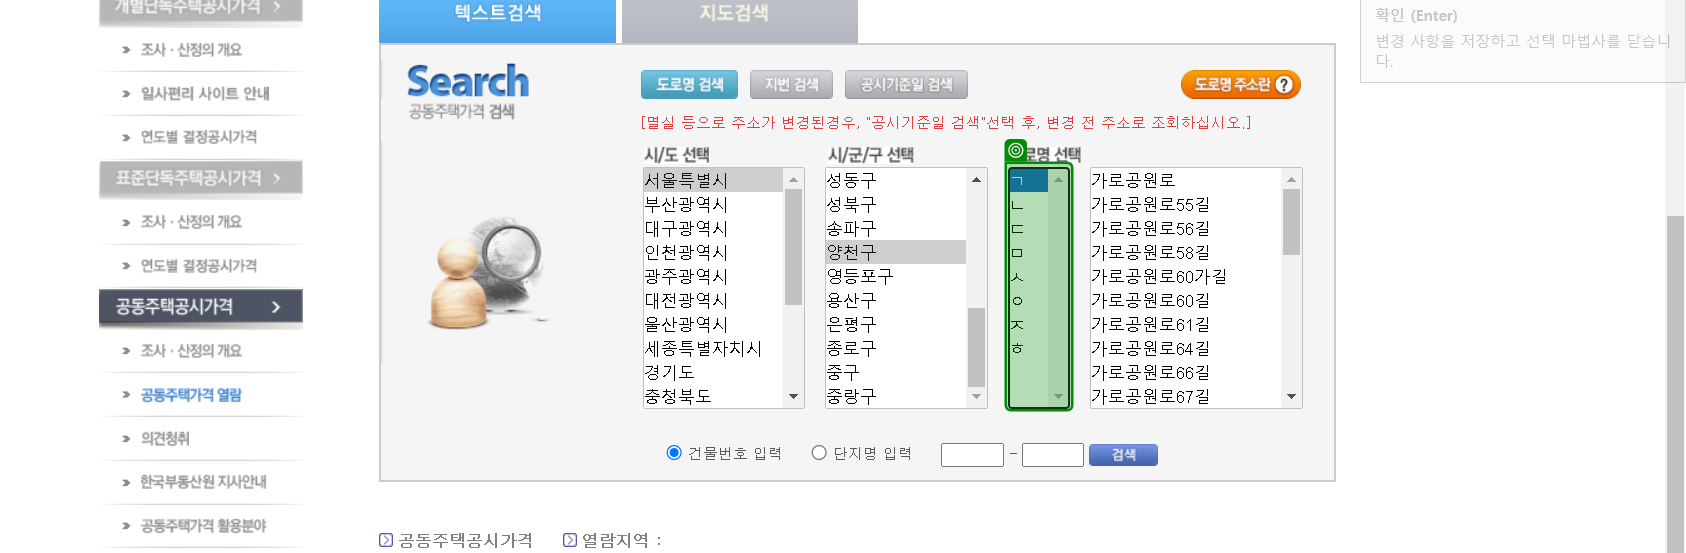 개별단독주택공시가격
조사ㆍ산정의 개요
일사편리 사이트 안내
연도별 결정공시가격
표준단독주택공시가격
조사ㆍ산정의 개요
연도별 결정공시가격
공동주택공시가격
조사ㆍ산정의 개요
공동주택가격 열람
의견청취
한국부동산원 지사안내
공동주택가격 활용분야
텍스트검색
지도검색
Search
공동주택가격 검색
도로명 검색
지번 검색
공시기준일 검색
도로명 주소란 ?
[멸실 등으로 주소가 변경된경우, "공시기준일 검색"선택 후, 변경 전 주소로 조회하십시오.]
시/도 선택
서울특별시
부산광역시
대구광역시
인천광역시
광주광역시
대전광역시
울산광역시
세종특별자치시
경기도
충청북도
시/군/구 선택
성동구
성북구
송파구
양천구
영등포구
용산구
은평구
종로구
중구
중랑구
로명 선택
ㄱ
ㄴ
ㄷ
ㅁ
ㅅ
ㅇ
ㅈ
ㅎ
가로공원로
가로공원로55길
가로공원로56길
가로공원로58길
가로공원로60가길
가로공원로60길
가로공원로61길
가로공원로64길
가로공원로66길
가로공원로67길
건물번호 입력
단지명 입력
-
검색
공동주택공시가격
열람지역 :
확인 (Enter)
변경 사항을 저장하고 선택 마법사를 닫습니
다.